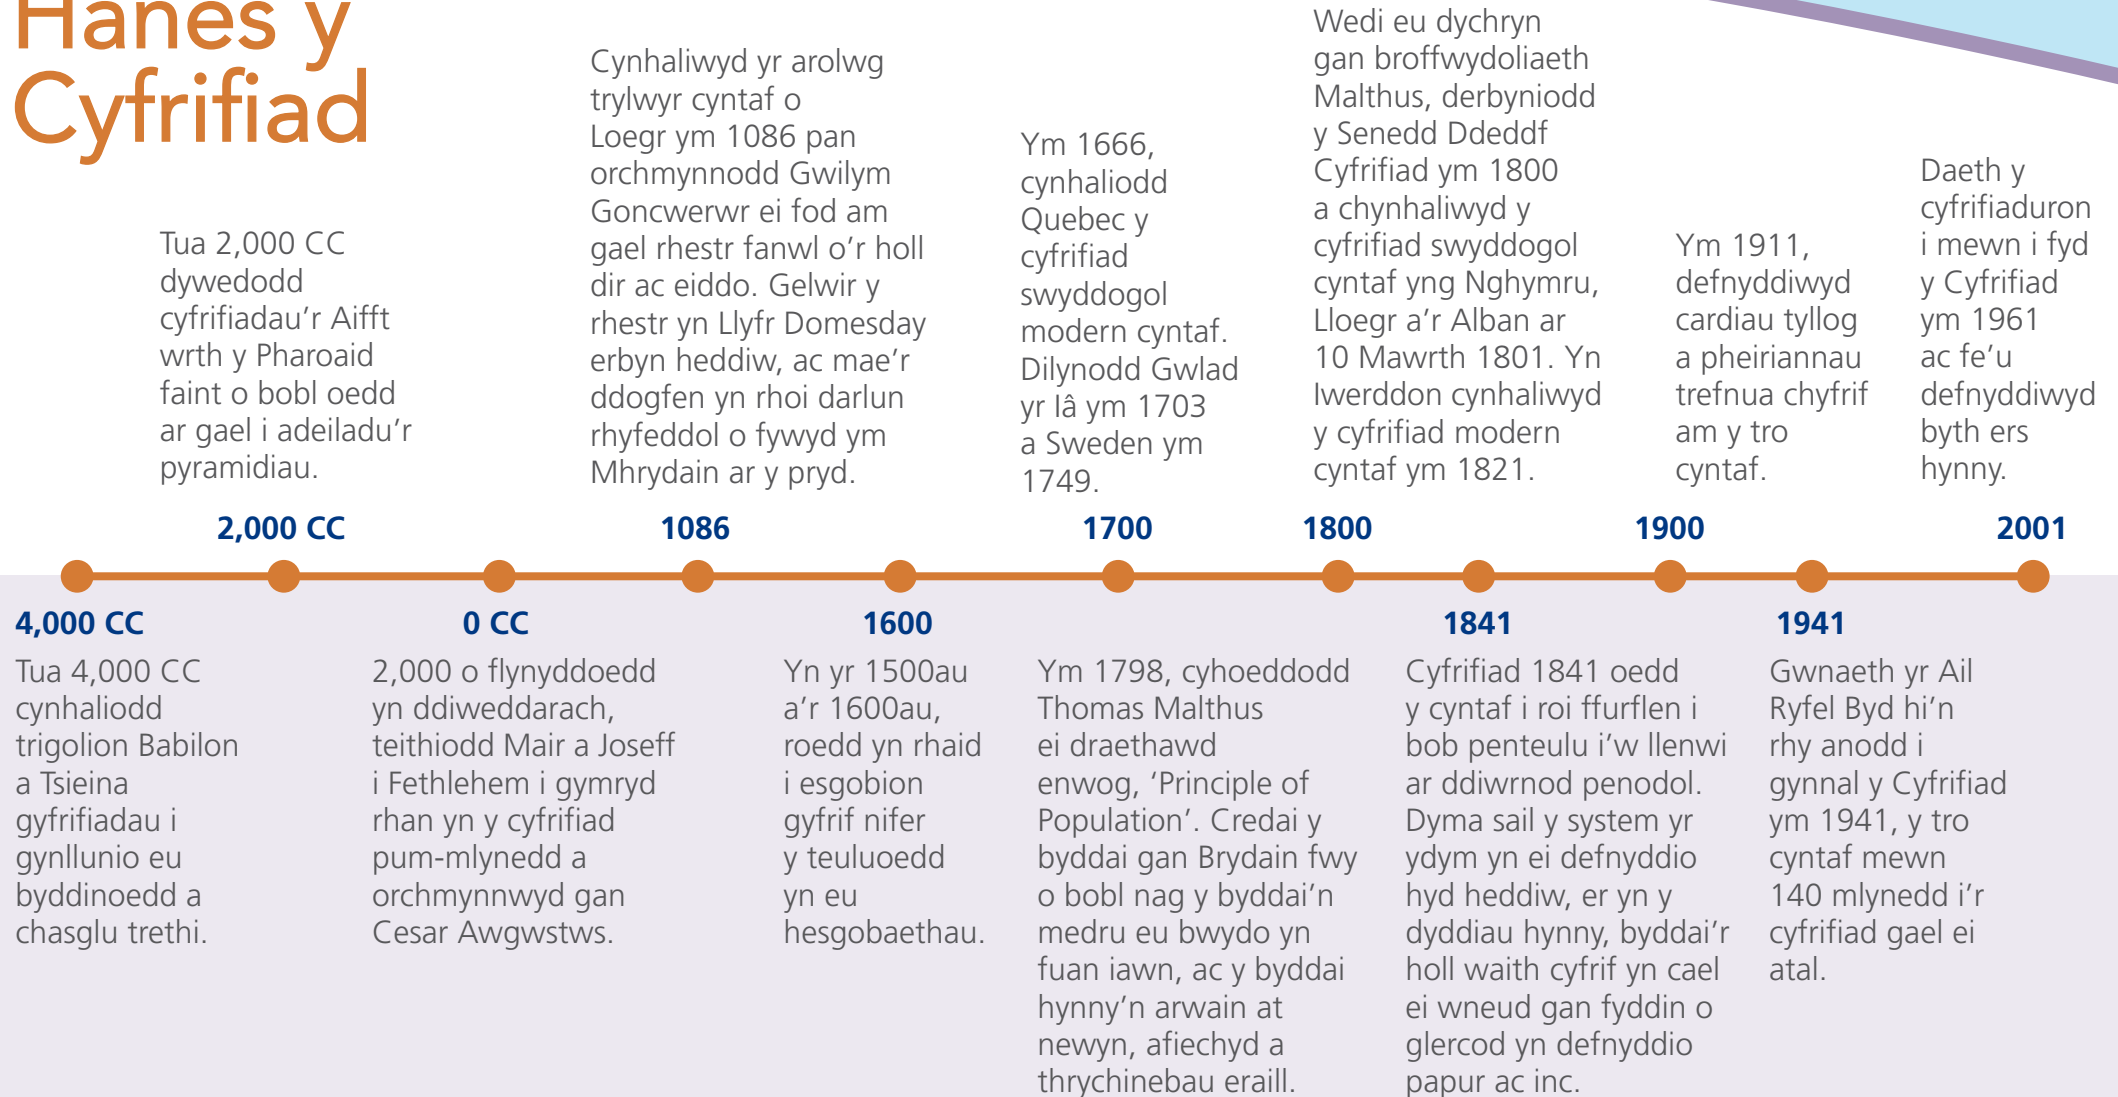 Hanes y
Cyfrifiad
Tua 2,000 CC
dywedodd
cyfrifiadau'r Aifft
wrth y Pharoaid
faint o bobl oedd
ar gael i adeiladu'r
pyramidiau.
Cynhaliwyd yr arolwg
trylwyr cyntaf o
Loegr ym 1086 pan
orchmynnodd Gwilym
Goncwerwr ei fod am
gael rhestr fanwl o'r holl
dir ac eiddo. Gelwir y
rhestr yn Llyfr Domesday
erbyn heddiw, ac mae'r
ddogfen yn rhoi darlun
rhyfeddol o fywyd ym
Mhrydain ar y pryd.
Ym 1666,
cynhaliodd
Quebec y
cyfrifiad
swyddogol
modern cyntaf.
Dilynodd Gwlad
yr Iâ ym 1703
a Sweden ym
1749.
Wedi eu dychryn
gan broffwydoliaeth
Malthus, derbyniodd
y Senedd Ddeddf
Cyfrifiad ym 1800
a chynhaliwyd y
cyfrifiad swyddogol
cyntaf yng Nghymru,
Lloegr a'r Alban ar
10 Mawrth 1801. Yn
Iwerddon cynhaliwyd
y cyfrifiad modern
cyntaf ym 1821.
Ym 1911,
defnyddiwyd
cardiau tyllog
a pheiriannau
trefnua chyfrif
am y tro
cyntaf.
Daeth y
cyfrifiaduron
i mewn i fyd
y Cyfrifiad
ym 1961
ac fe'u
defnyddiwyd
byth ers
hynny.
2,000 CC
1086
1700
1800
1900
2001
4,000 CC
0 CC
1600
1841
1941
Tua 4,000 CC
cynhaliodd
trigolion Babilon
a Tsieina
gyfrifiadau i
gynllunio eu
byddinoedd a
chasglu trethi.
2,000 o flynyddoedd
yn ddiweddarach,
teithiodd Mair a Joseff
i Fethlehem i gymryd
rhan yn y cyfrifiad
pum-mlynedd a
orchmynnwyd gan
Cesar Awgwstws.
Yn yr 1500au
a'r 1600au,
roedd yn rhaid
i esgobion
gyfrif nifer
y teuluoedd
yn eu
hesgobaethau.
Ym 1798, cyhoeddodd
Thomas Malthus
ei draethawd
enwog, 'Principle of
Population'. Credai y
byddai gan Brydain fwy
o bobl nag y byddai'n
medru eu bwydo yn
fuan iawn, ac y byddai
hynny'n arwain at
newyn, afiechyd a
thrychinebau eraill.
Cyfrifiad 1841 oedd
y cyntaf i roi ffurflen i
bob penteulu i'w llenwi
ar ddiwrnod penodol.
Dyma sail y system yr
ydym yn ei defnyddio
hyd heddiw, er yn y
dyddiau hynny, byddai'r
holl waith cyfrif yn cael
ei wneud gan fyddin o
glercod yn defnyddio
papur ac inc.
Gwnaeth yr Ail
Ryfel Byd hi'n
rhy anodd i
gynnal y Cyfrifiad
ym 1941, y tro
cyntaf mewn
140 mlynedd i'r
cyfrifiad gael ei
atal.